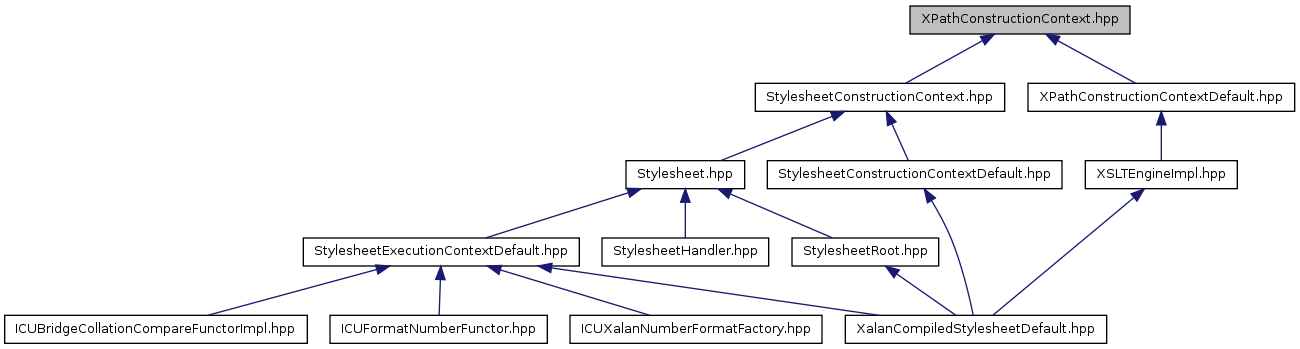 XPathConstructionContext.hpp
StylesheetConstructionContext.hpp
XPathConstructionContextDefault.hpp
Stylesheet.hpp
StylesheetConstructionContextDefault.hpp
XSLTEngineImpl.hpp
StylesheetExecutionContextDefault.hpp
StylesheetHandler.hpp
StylesheetRoot.hpp
ICUBridgeCollationCompareFunctorImpl.hpp
ICUFormatNumberFunctor.hpp
ICUXalanNumberFormatFactory.hpp
XalanCompiledStylesheetDefault.hpp